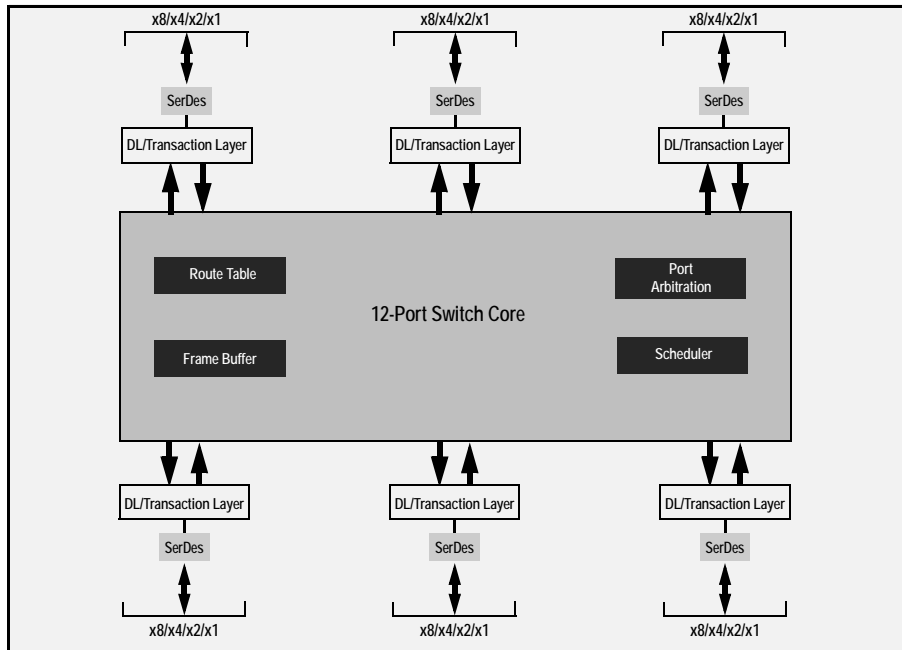 x8/x4/x2/x1
x8/x4/x2/x1
x8/x4/x2/x1
SerDes
SerDes
SerDes
DL/Transaction Layer
DL/Transaction Layer
DL/Transaction Layer
Route Table
Port
Arbitration
12-Port Switch Core
Frame Buffer
Scheduler
DL/Transaction Layer
DL/Transaction Layer
DL/Transaction Layer
SerDes
SerDes
SerDes
x8/x4/x2/x1
x8/x4/x2/x1
x8/x4/x2/x1